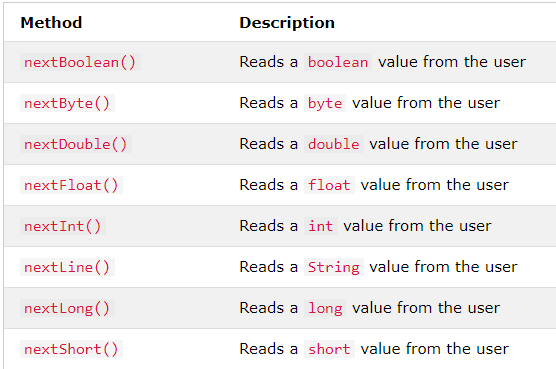 Method Description
nextBoolean() Reads a boolean value from the user
nextByte() Reads a byte value from the user
nextDouble() Reads a double value from the user
nextFloat() Reads a float value from the user
nextInt() Reads a int value from the user
nextLine() Reads a String value from the user
nextLong() Reads a long value from the user
nextShort() Reads a short value from the user